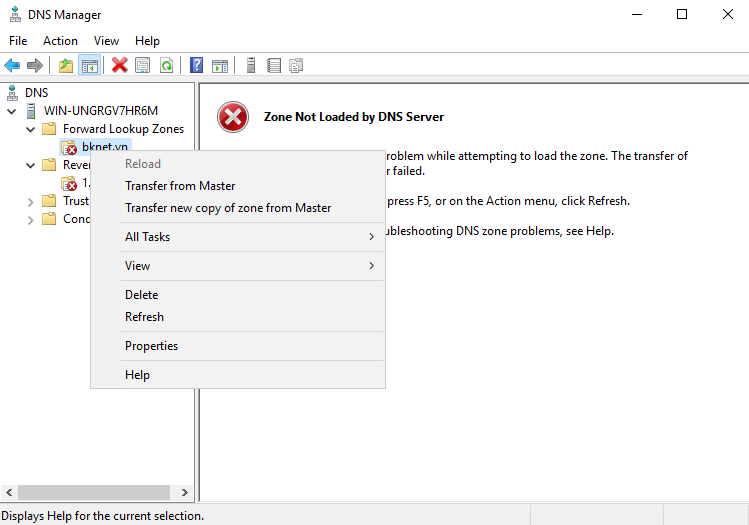 DNS Manager
File Action View Help
DNS
WIN-UNGRGV7HR6M
Forward Lookup Zones
bknet.vn
Rever
1.
Trust
Cond
Reload
Transfer from Master
Transfer new copy of zone from Master
All Tasks
View
Delete
Refresh
Properties
Help
Zone Not Loaded by DNS Server
roblem while attempting to load the zone. The transfer of
r failed.
press F5, or on the Action menu, click Refresh.
ubleshooting DNS zone problems, see Help.
Displays Help for the current selection.